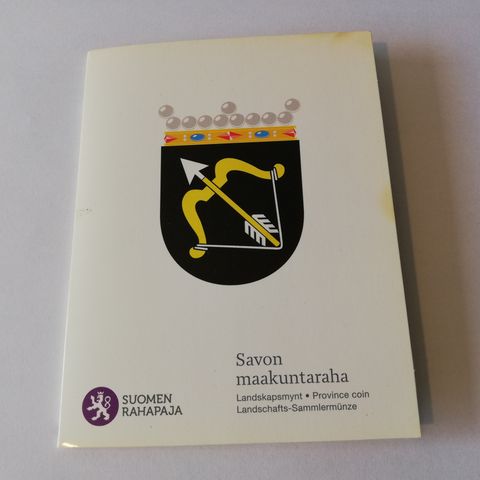 Savon
maakuntaraha
Landskapsmynt • Province coin
Landschafts-Sammlermünze
SUOMEN
RAHAPAJA